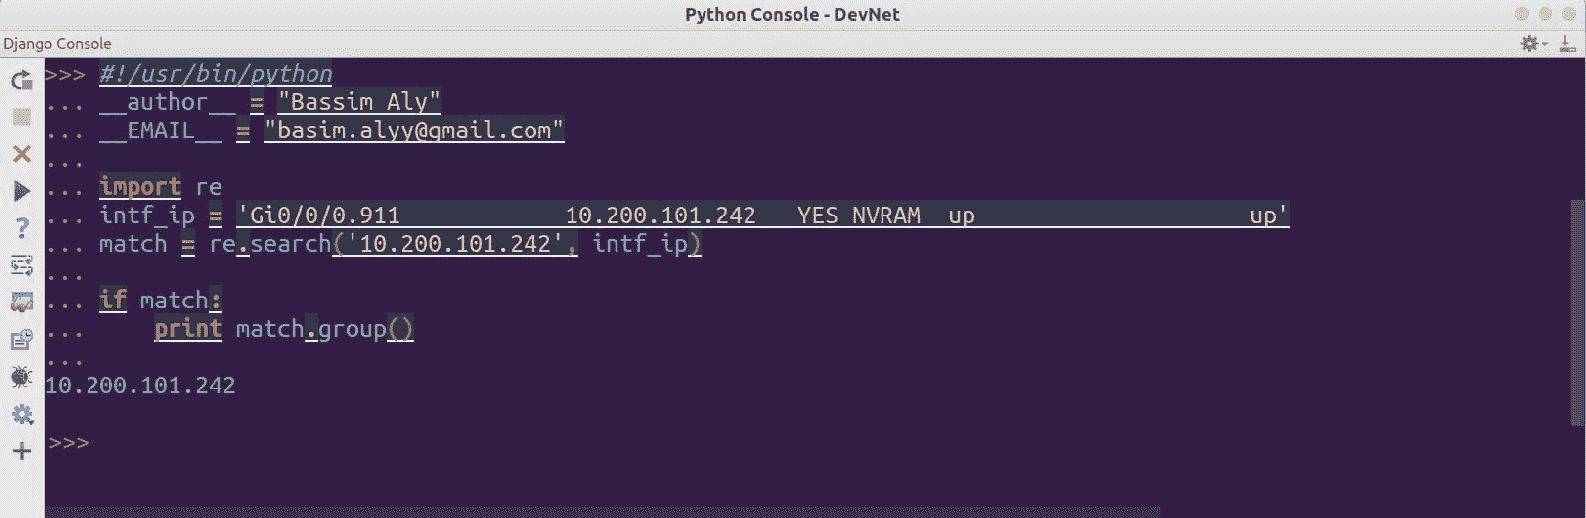 Python Console - DevNet
Django Console
>>> #!/usr/bin/python
... __author__ = "Bassim Aly"
... __EMAIL__ = "basim.alyy@gmail.com"
...
... import re
... intf_ip = 'Gi0/0/0.911            10.200.101.242   YES NVRAM  up                    up'
... match = re.search('10.200.101.242', intf_ip)
...
... if match:
...     print match.group()
...
10.200.101.242
>>>